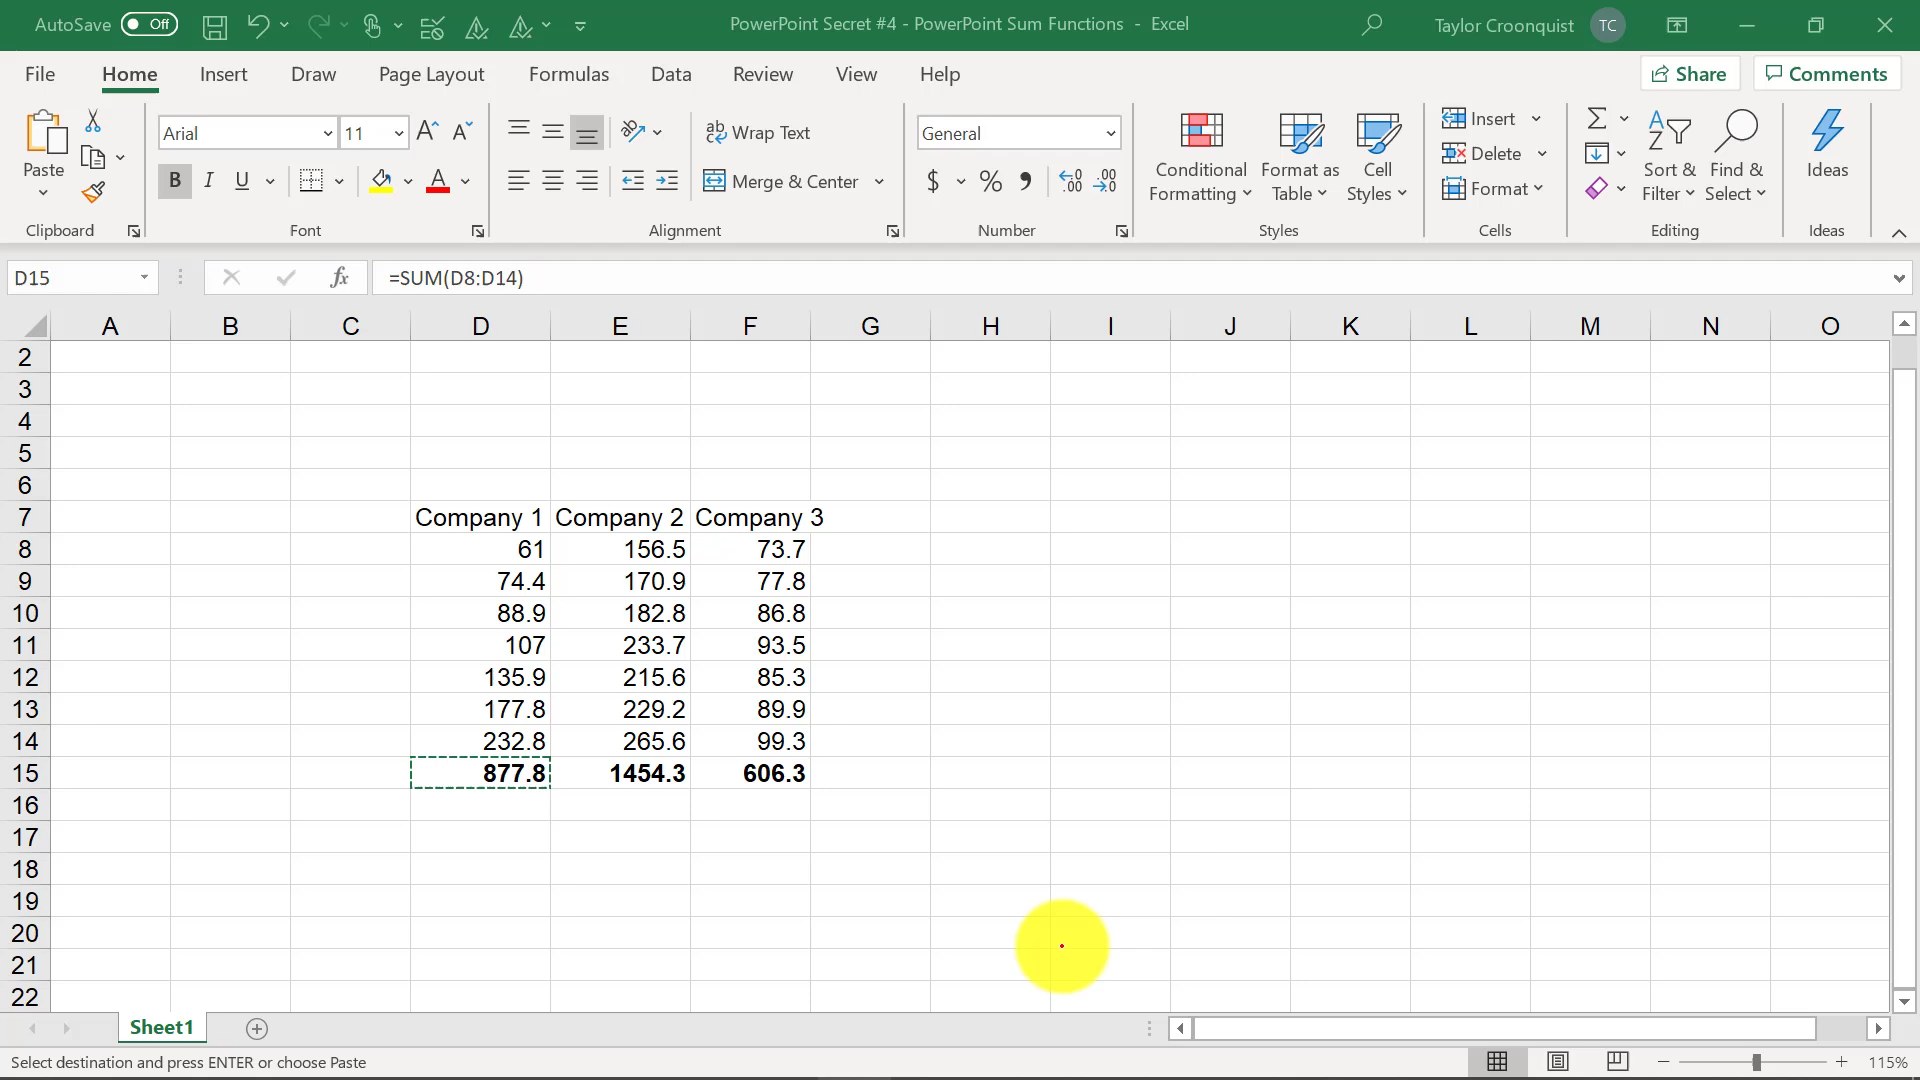 AutoSave Off PowerPoint Secret #4 - PowerPoint Sum Functions - Excel Taylor Croonquist TC
File Home Insert Draw Page Layout Formulas Data Review View Help Share Comments
Arial 11 ab Wrap Text General Insert Σ
Paste Conditional Formatting Format as Table Cell Styles Delete Sort & Filter Find & Select Ideas
B I U A Merge & Center $ % , .00 .00 Format
Clipboard Font Alignment Number Styles Cells Editing Ideas
D15 fx =SUM(D8:D14)
A B C D E F G H I J K L M N O
2
3
4
5
6
7 Company 1 Company 2 Company 3
8 61 156.5 73.7
9 74.4 170.9 77.8
10 88.9 182.8 86.8
11 107 233.7 93.5
12 135.9 215.6 85.3
13 177.8 229.2 89.9
14 232.8 265.6 99.3
15 877.8 1454.3 606.3
16
17
18
19
20
21
22
Sheet1
Select destination and press ENTER or choose Paste 115%